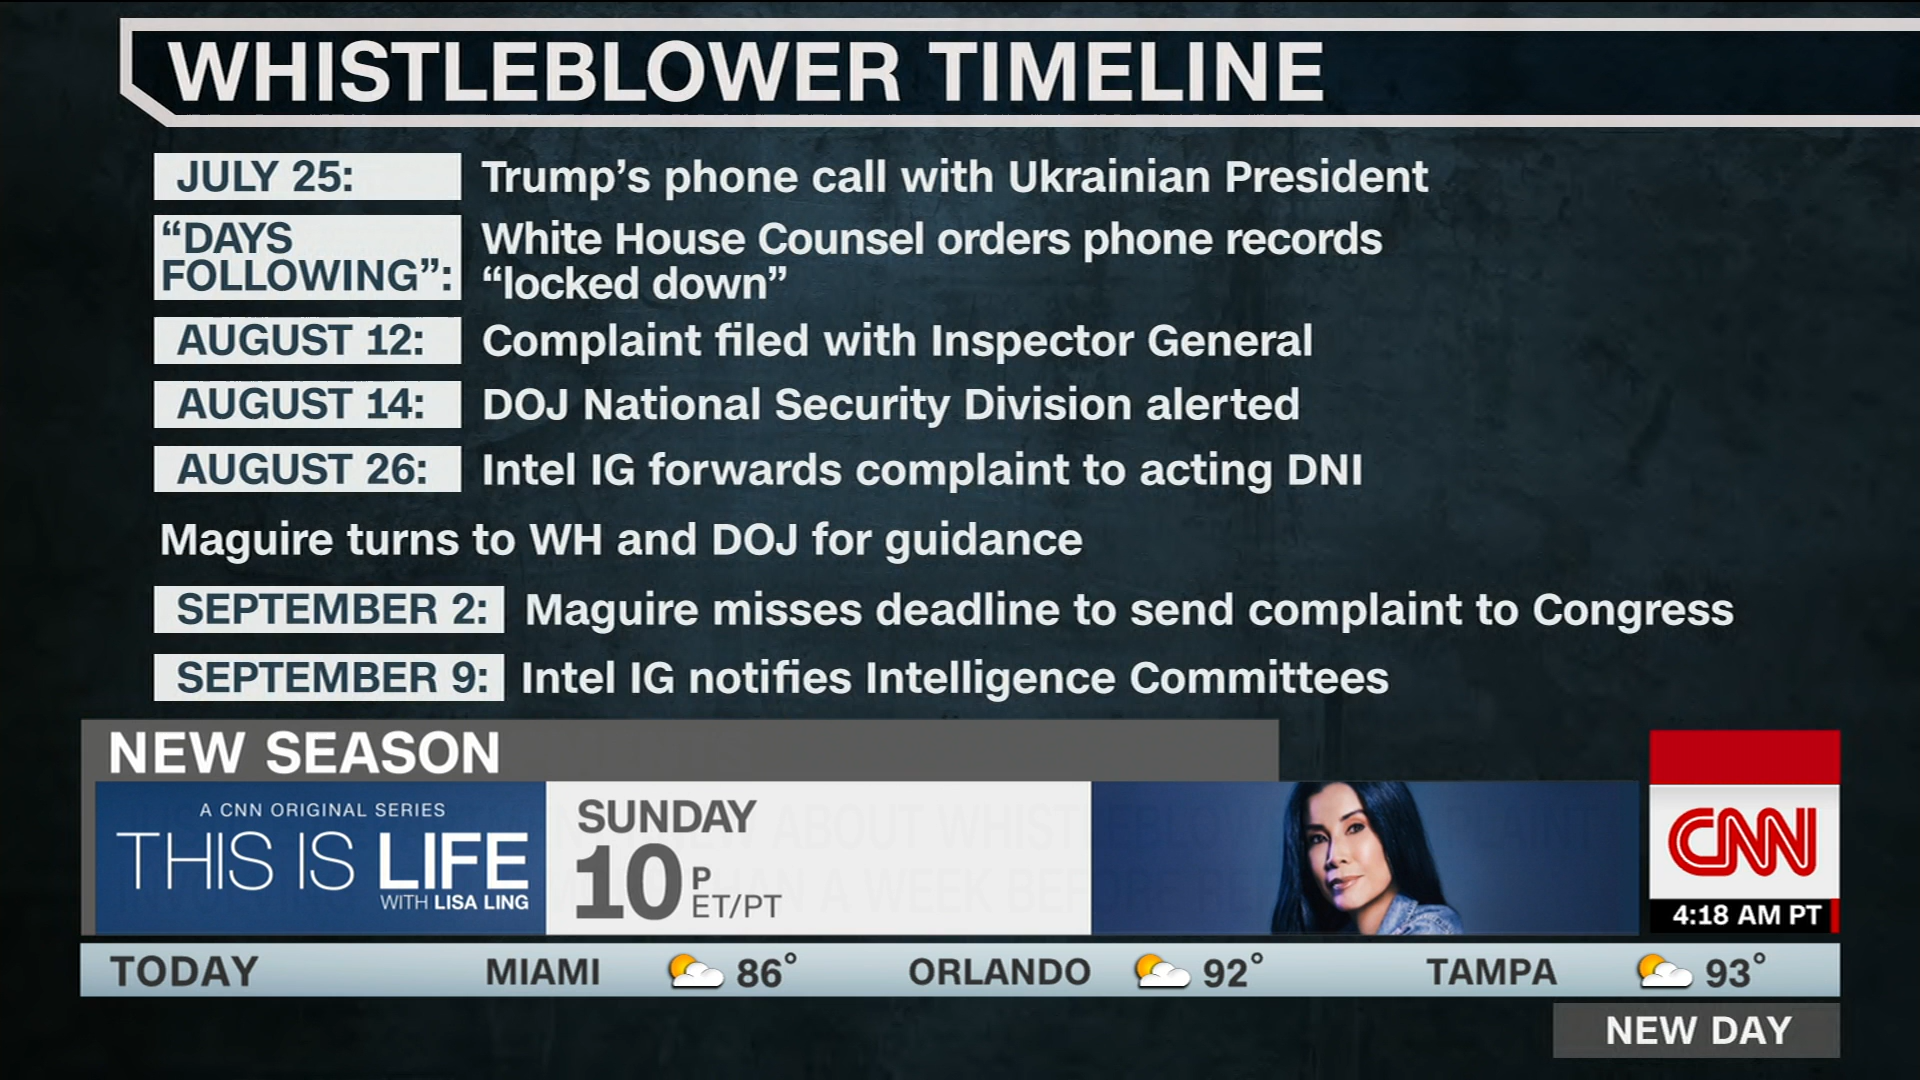 WHISTLEBLOWER TIMELINE
JULY 25: Trump’s phone call with Ukrainian President
“DAYS FOLLOWING”: White House Counsel orders phone records
“locked down”
AUGUST 12: Complaint filed with Inspector General
AUGUST 14: DOJ National Security Division alerted
AUGUST 26: Intel IG forwards complaint to acting DNI
Maguire turns to WH and DOJ for guidance
SEPTEMBER 2: Maguire misses deadline to send complaint to Congress
SEPTEMBER 9: Intel IG notifies Intelligence Committees
NEW SEASON
A CNN ORIGINAL SERIES
THIS IS LIFE
WITH LISA LING
SUNDAY
10 P
ET/PT
CNN
4:18 AM PT
TODAY MIAMI 86° ORLANDO 92° TAMPA 93°
NEW DAY